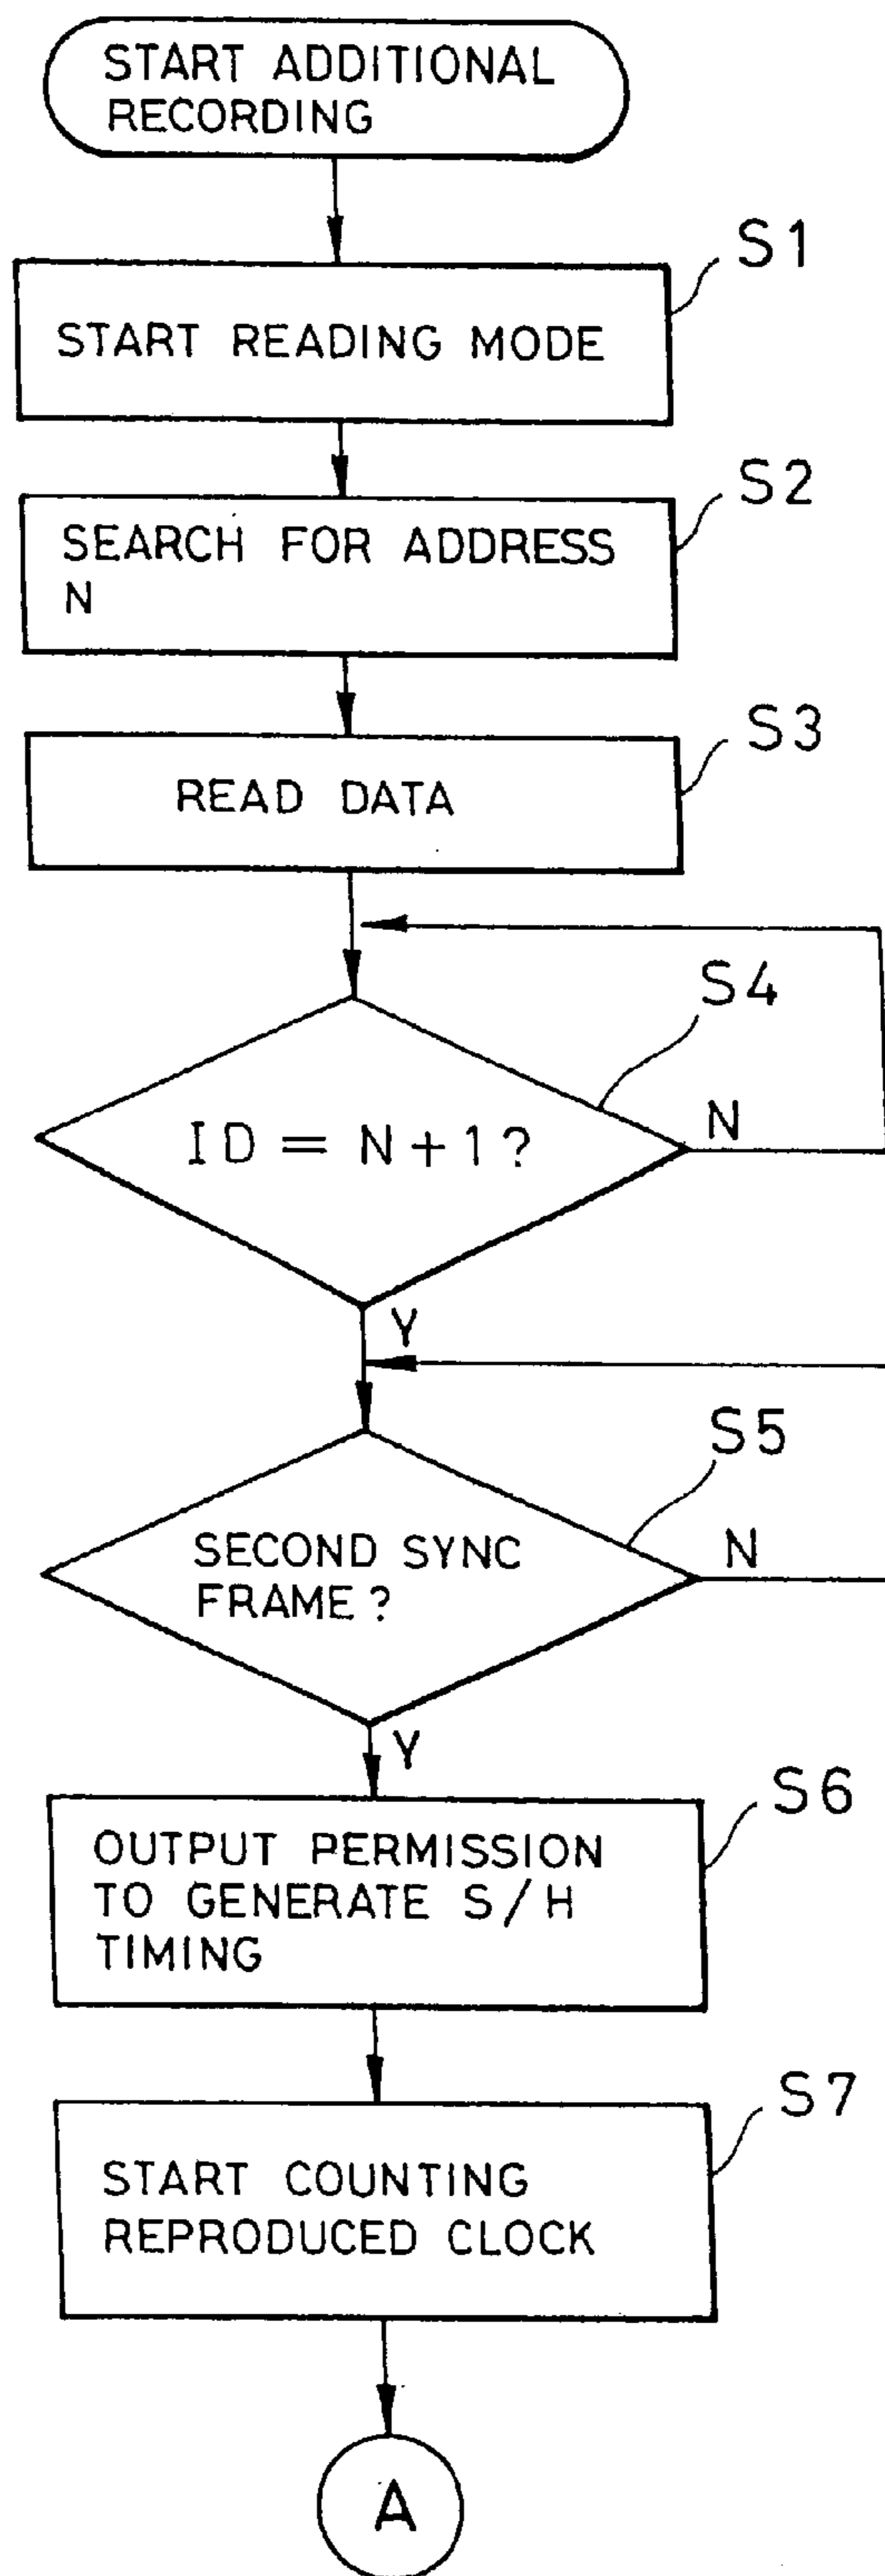 START ADDITIONAL
RECORDING
S1
START READING MODE
S2
SEARCH FOR ADDRESS
N
S3
READ DATA
S4
ID = N+1?
N
Y
S5
SECOND SYNC
FRAME?
N
Y
S6
OUTPUT PERMISSION
TO GENERATE S/H
TIMING
S7
START COUNTING
REPRODUCED CLOCK
A